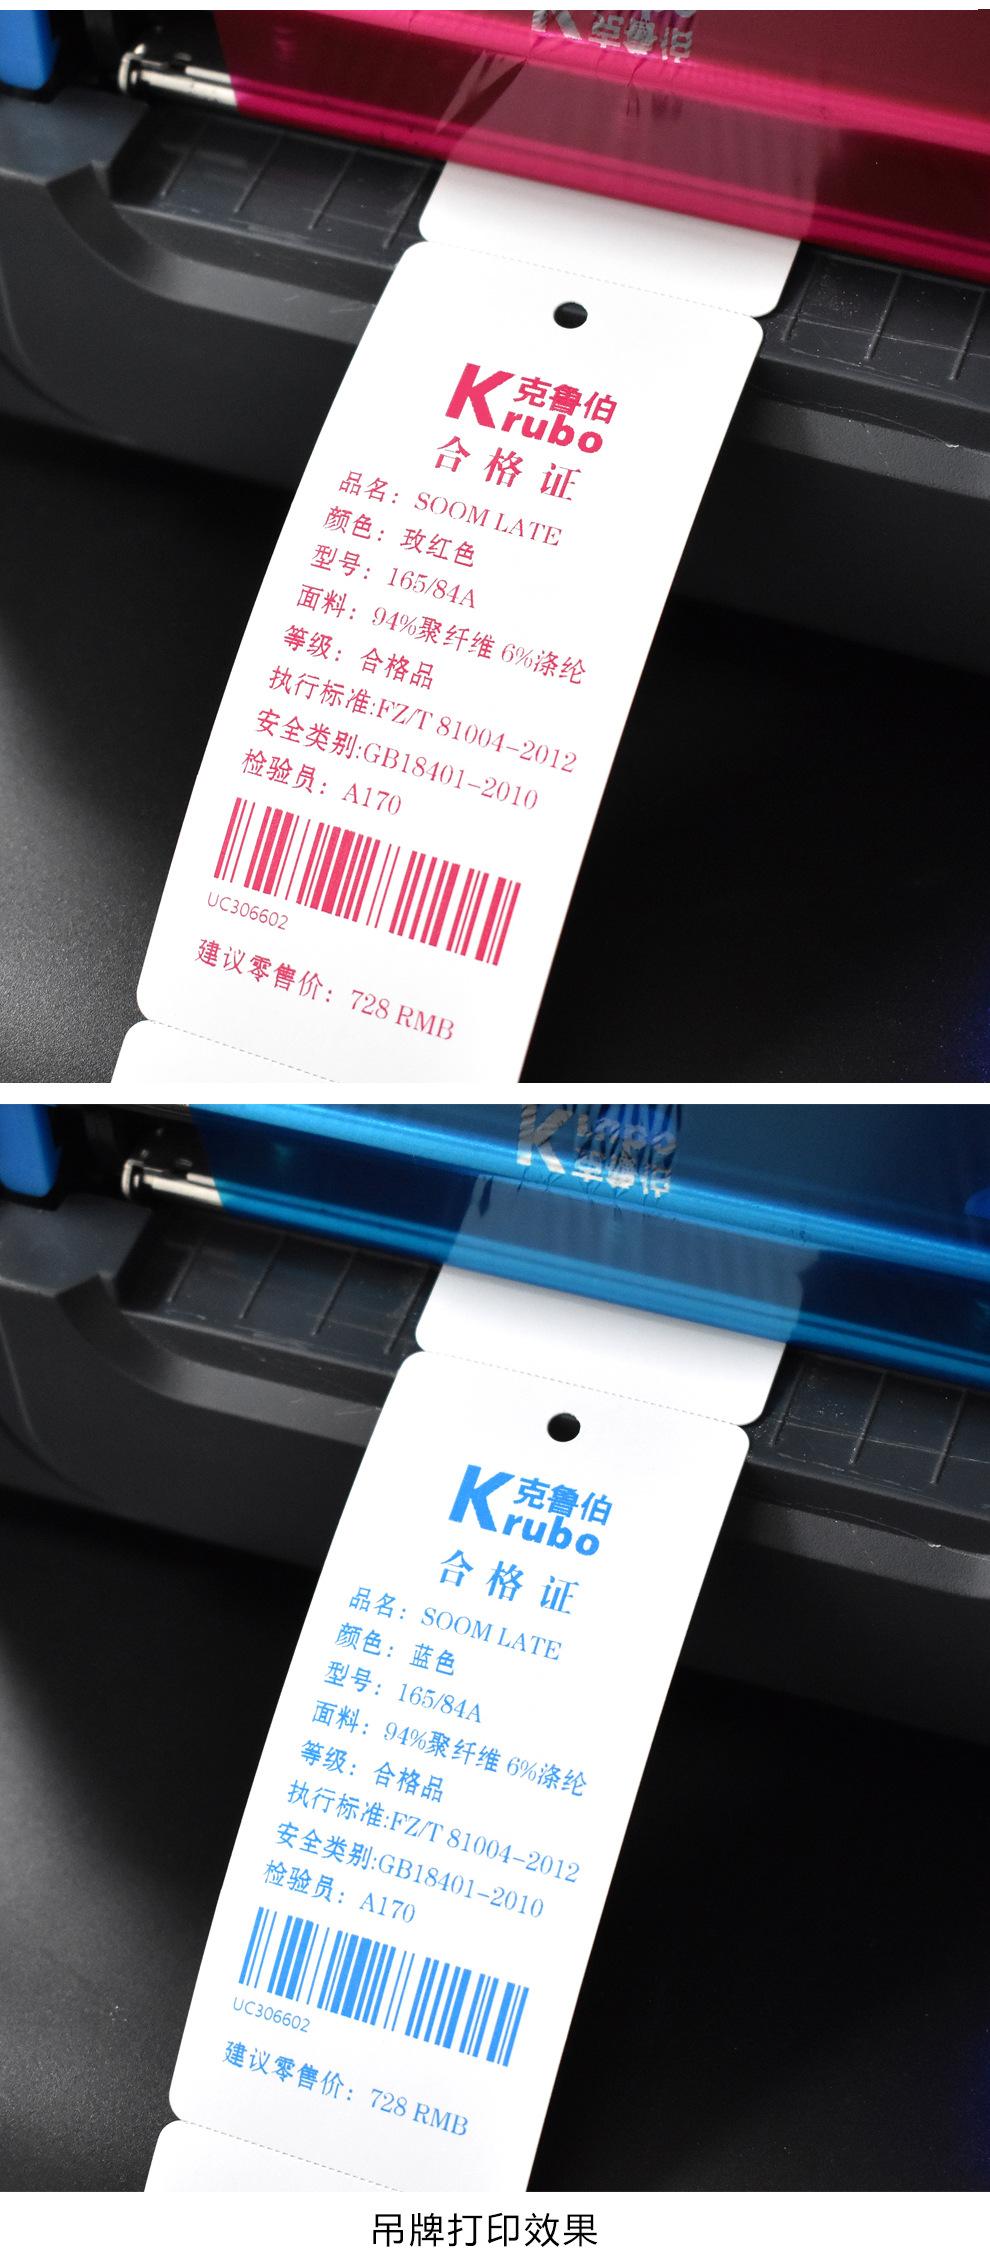 克鲁伯
Krubo
合格证
品名：SOOM LATE
颜色：玫红色
型号：165/84A
面料：94%聚纤维 6%涤纶
等级：合格品
执行标准:FZ/T 81004-2012
安全类别:GB18401-2010
检验员：A170
UC306602
建议零售价：728 RMB
克鲁伯
Krubo
合格证
品名：SOOM LATE
颜色：蓝色
型号：165/84A
面料：94%聚纤维 6%涤纶
等级：合格品
执行标准:FZ/T 81004-2012
安全类别:GB18401-2010
检验员：A170
UC306602
建议零售价：728 RMB
吊牌打印效果